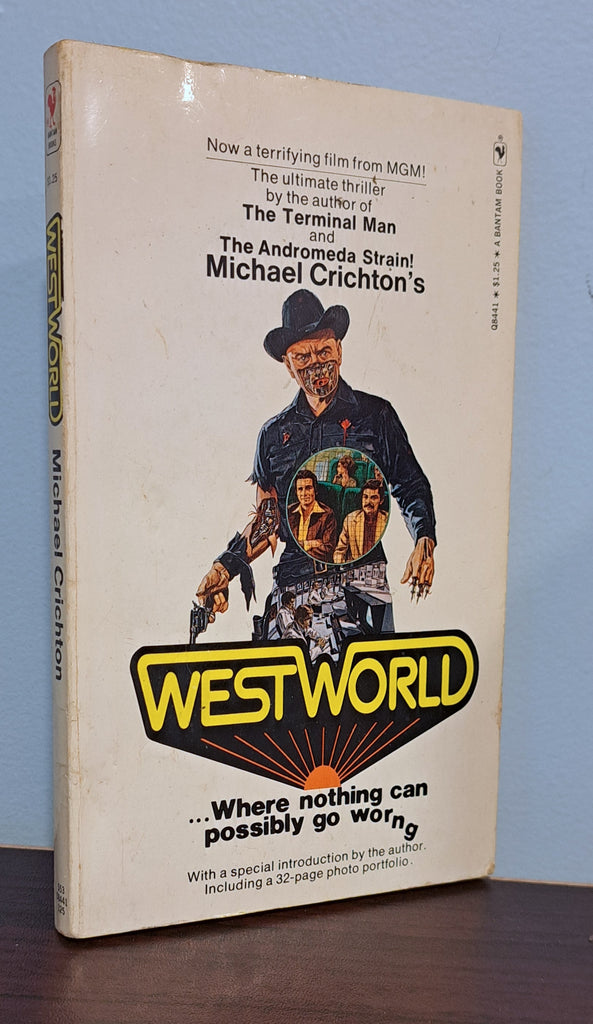 Now a terrifying film from MGM!
The ultimate thriller
by the author of
The Terminal Man
and
The Andromeda Strain!
Michael Crichton's
WESTWORLD
...Where nothing can
possibly go worng
With a special introduction by the author.
Including a 32-page photo portfolio.
Q8441 * $1.25 * A BANTAM BOOK
WESTWORLD
Michael Crichton